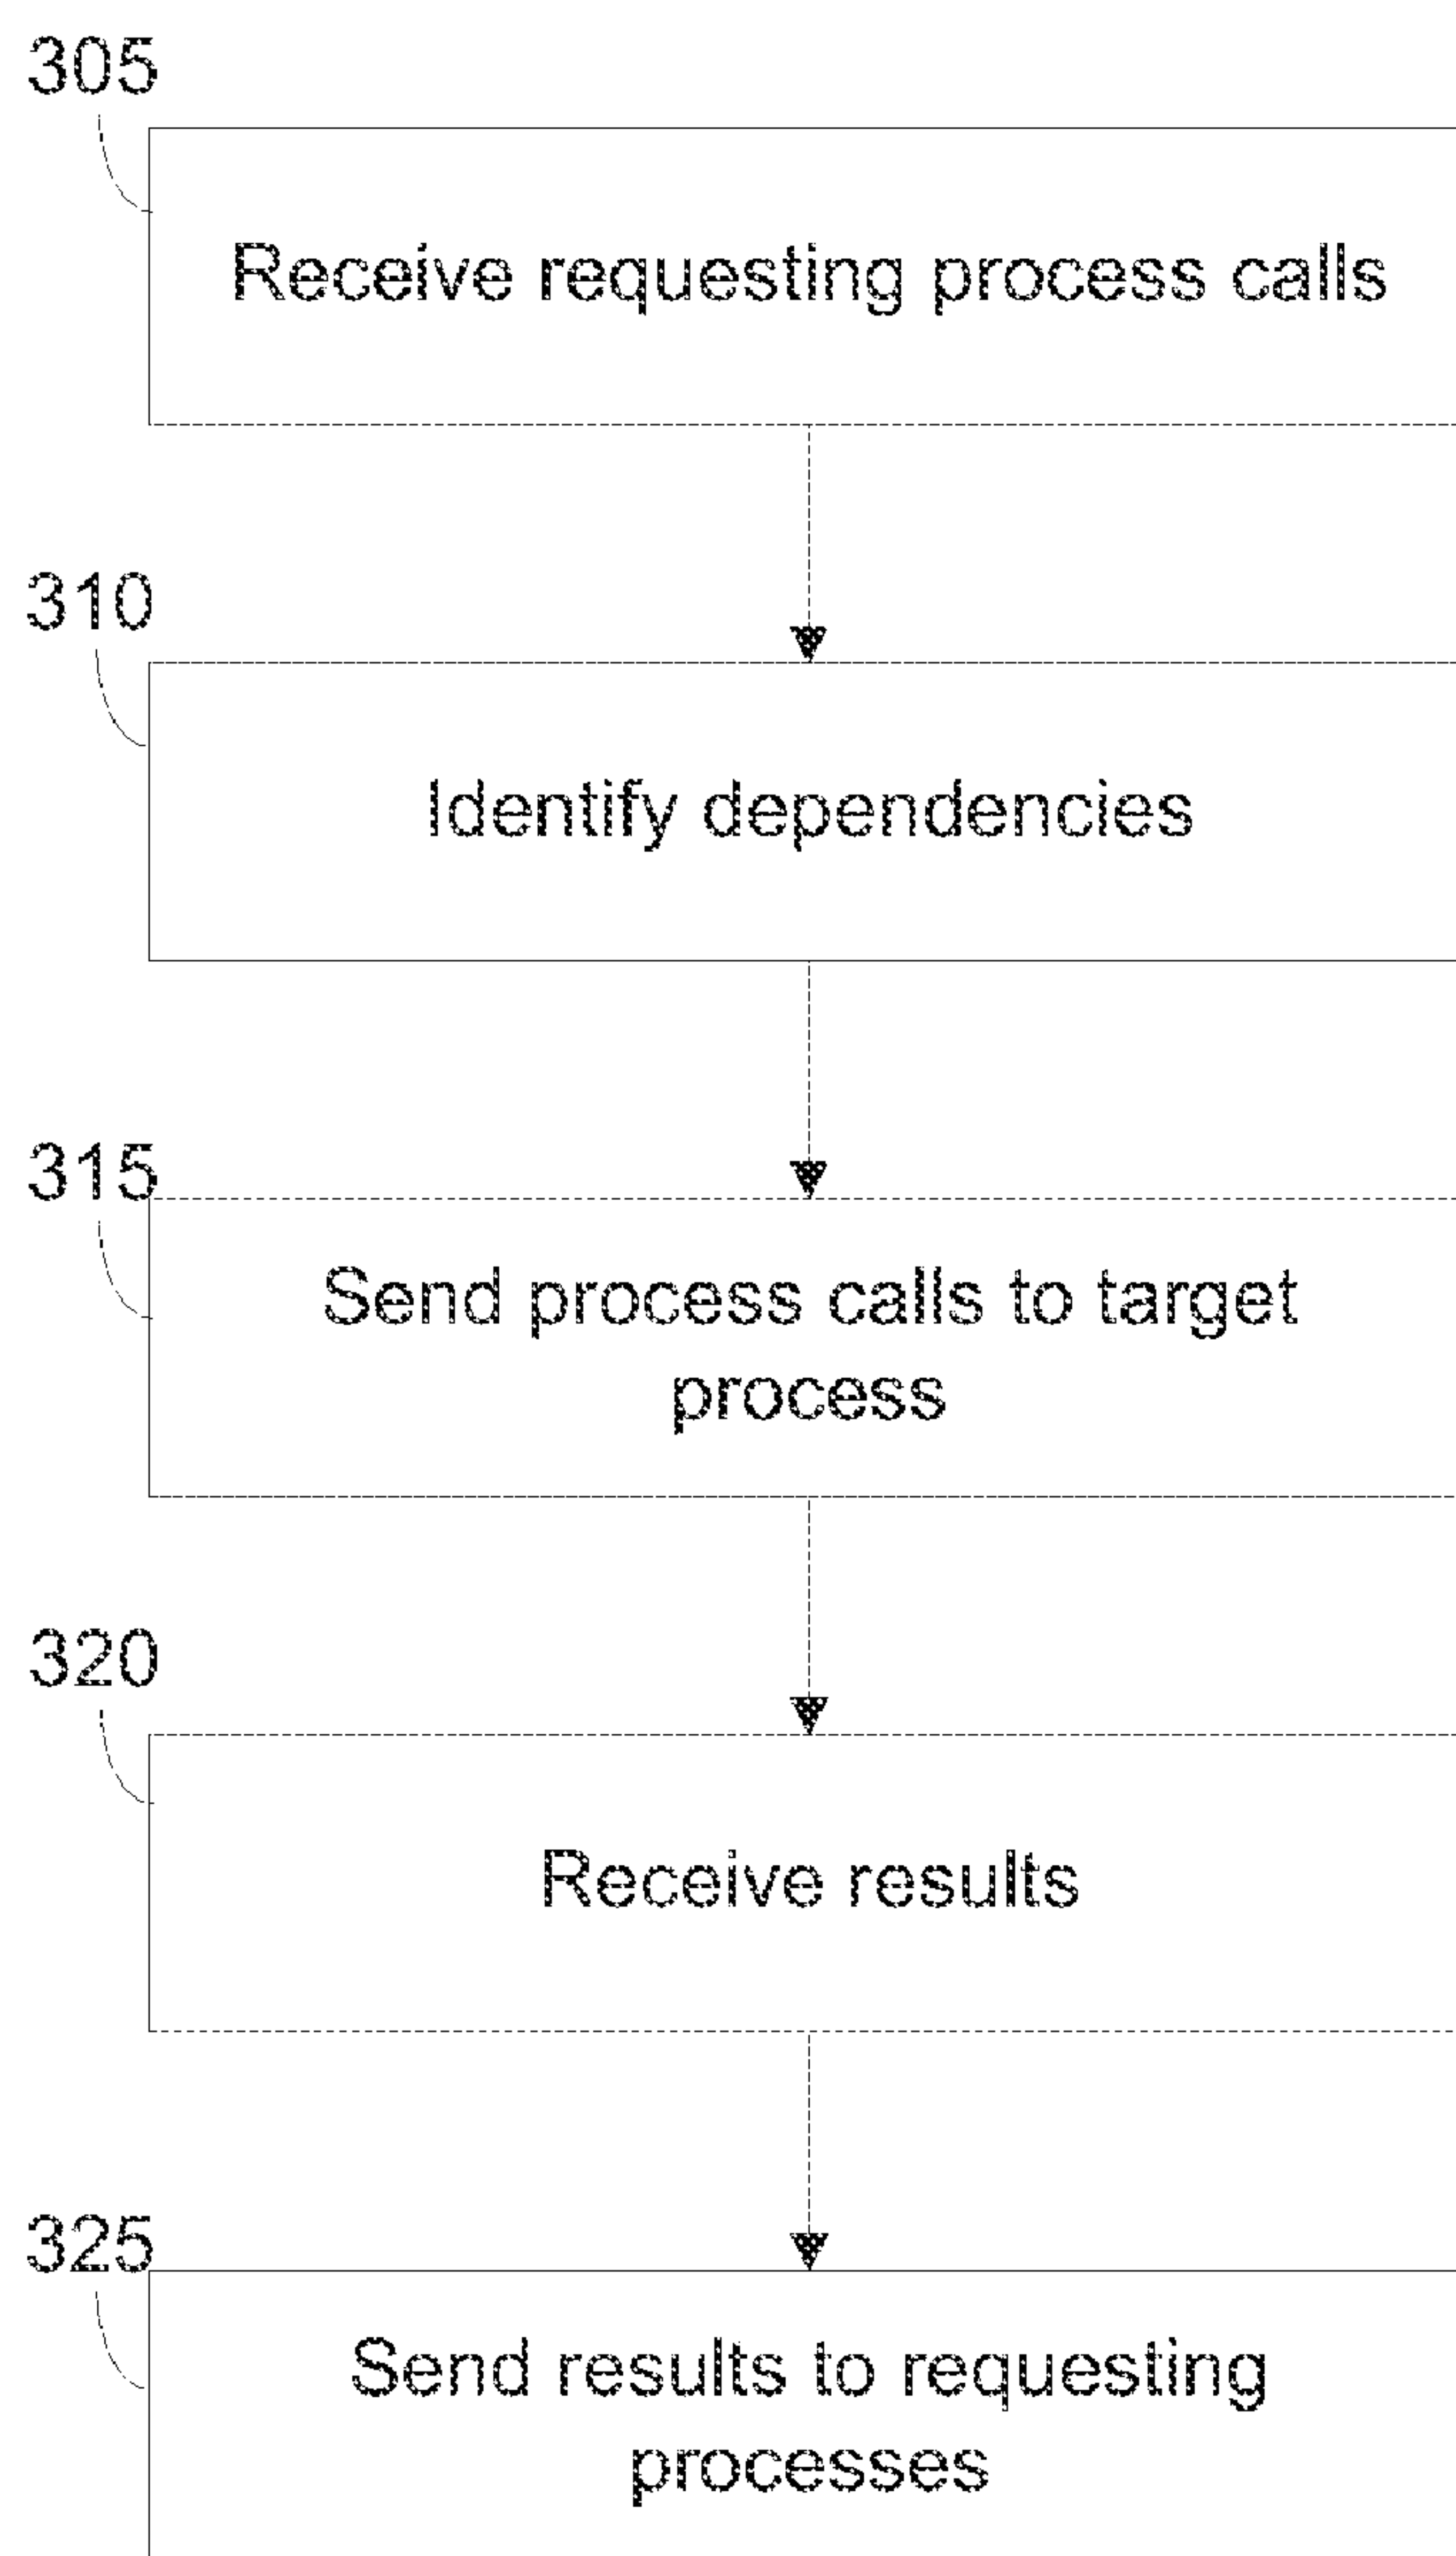 305
Receive requesting process calls
310
Identify dependencies
315
Send process calls to target
process
320
Receive results
325
Send results to requesting
processes